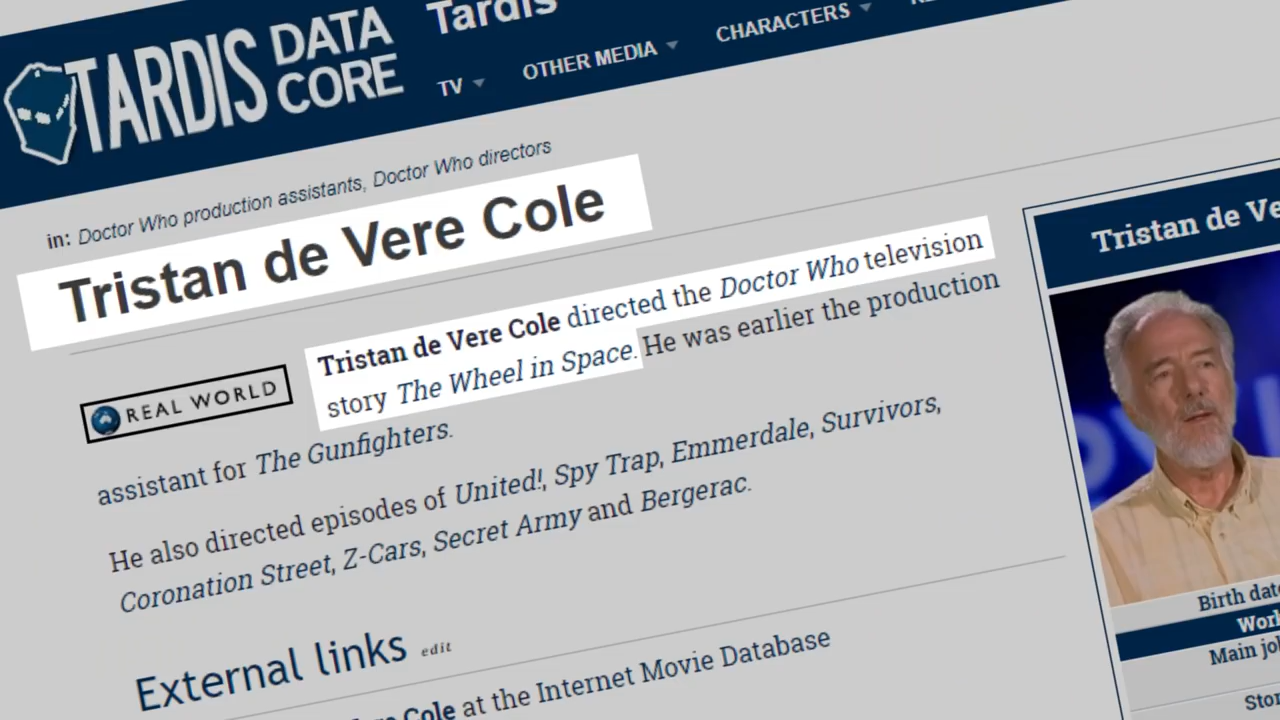 TARDIS DATA CORE
Tardis
TV
OTHER MEDIA
CHARACTERS
in: Doctor Who production assistants, Doctor Who directors
Tristan de Vere Cole
REAL WORLD
Tristan de Vere Cole directed the Doctor Who television
story The Wheel in Space. He was earlier the production
assistant for The Gunfighters.
He also directed episodes of United!, Spy Trap, Emmerdale, Survivors,
Coronation Street, Z-Cars, Secret Army and Bergerac.
External links edit
Cole at the Internet Movie Database
Tristan de Ve
Birth dat
Work
Main jo
Stor